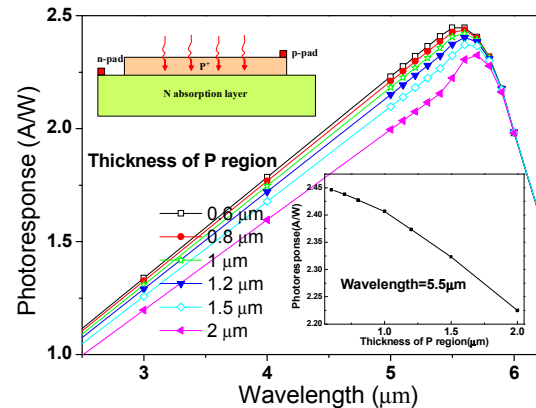 n-pad
p-pad
P+
N absorption layer
Thickness of P region
0.6 μm
0.8 μm
1 μm
1.2 μm
1.5 μm
2 μm
Photoresponse (A/W)
2.5
2.0
1.5
1.0
3
4
5
6
Wavelength (μm)
Photoresponse(A/W)
2.45
2.40
2.35
2.30
2.25
2.20
Wavelength=5.5μm
1.0
1.5
2.0
Thickness of P region(μm)